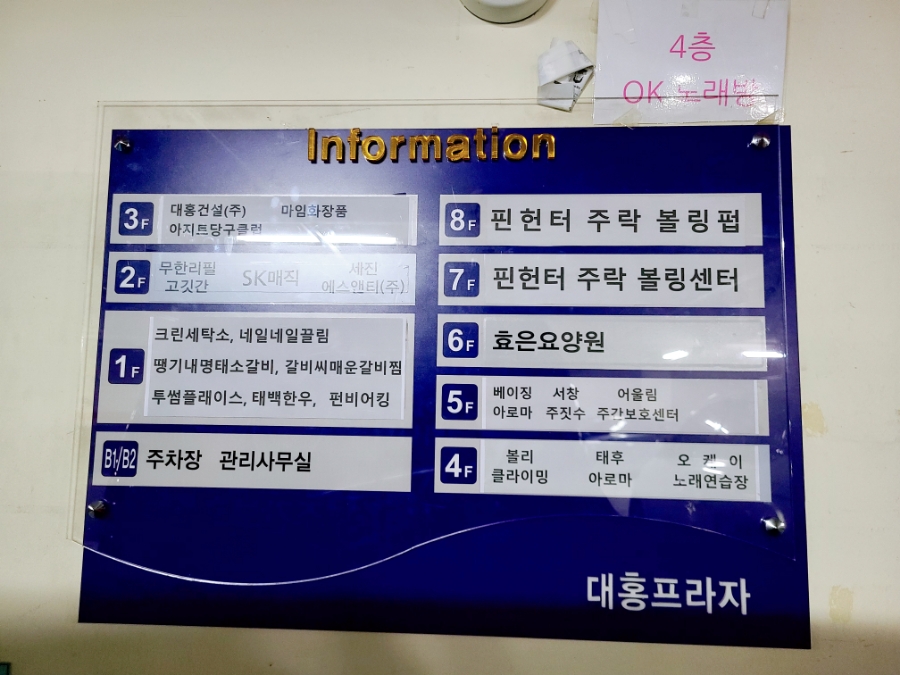 4층
OK 노래방
Information
3F 대홍건설(주) 마임화장품
아지트당구클럽
2F 무한리필 SK매직 세진
고깃간 에스앤티(주)
1F 크린세탁소, 네일네일끌림
땡기내명태소갈비, 갈비씨매운갈비찜
투썸플래이스, 태백한우, 펀비어킹
B1/B2 주차장 관리사무실
8F 핀헌터 주락 볼링펍
7F 핀헌터 주락 볼링센터
6F 효은요양원
5F 베이징 서창 어울림
아로마 주짓수 주간보호센터
4F 볼리 태후 오케이
클라이밍 아로마 노래연습장
대홍프라자